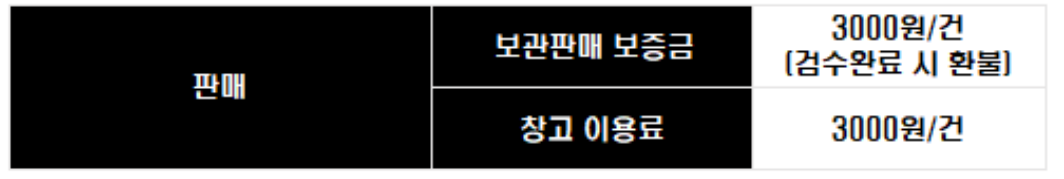 판매
보관판매 보증금
3000원/건
(검수완료 시 환불)
창고 이용료
3000원/건